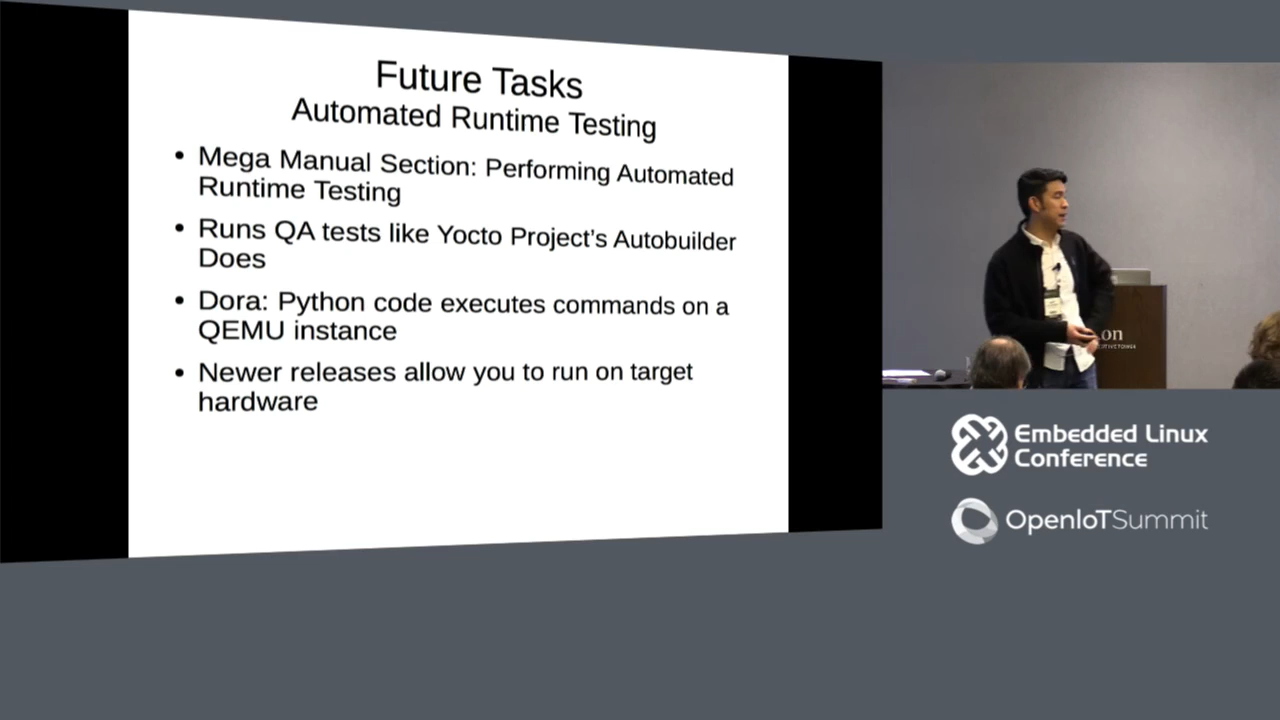 Future Tasks
Automated Runtime Testing
• Mega Manual Section: Performing Automated
Runtime Testing
• Runs QA tests like Yocto Project’s Autobuilder
Does
• Dora: Python code executes commands on a
QEMU instance
• Newer releases allow you to run on target
hardware
on
Embedded Linux
Conference
OpenIoTSummit